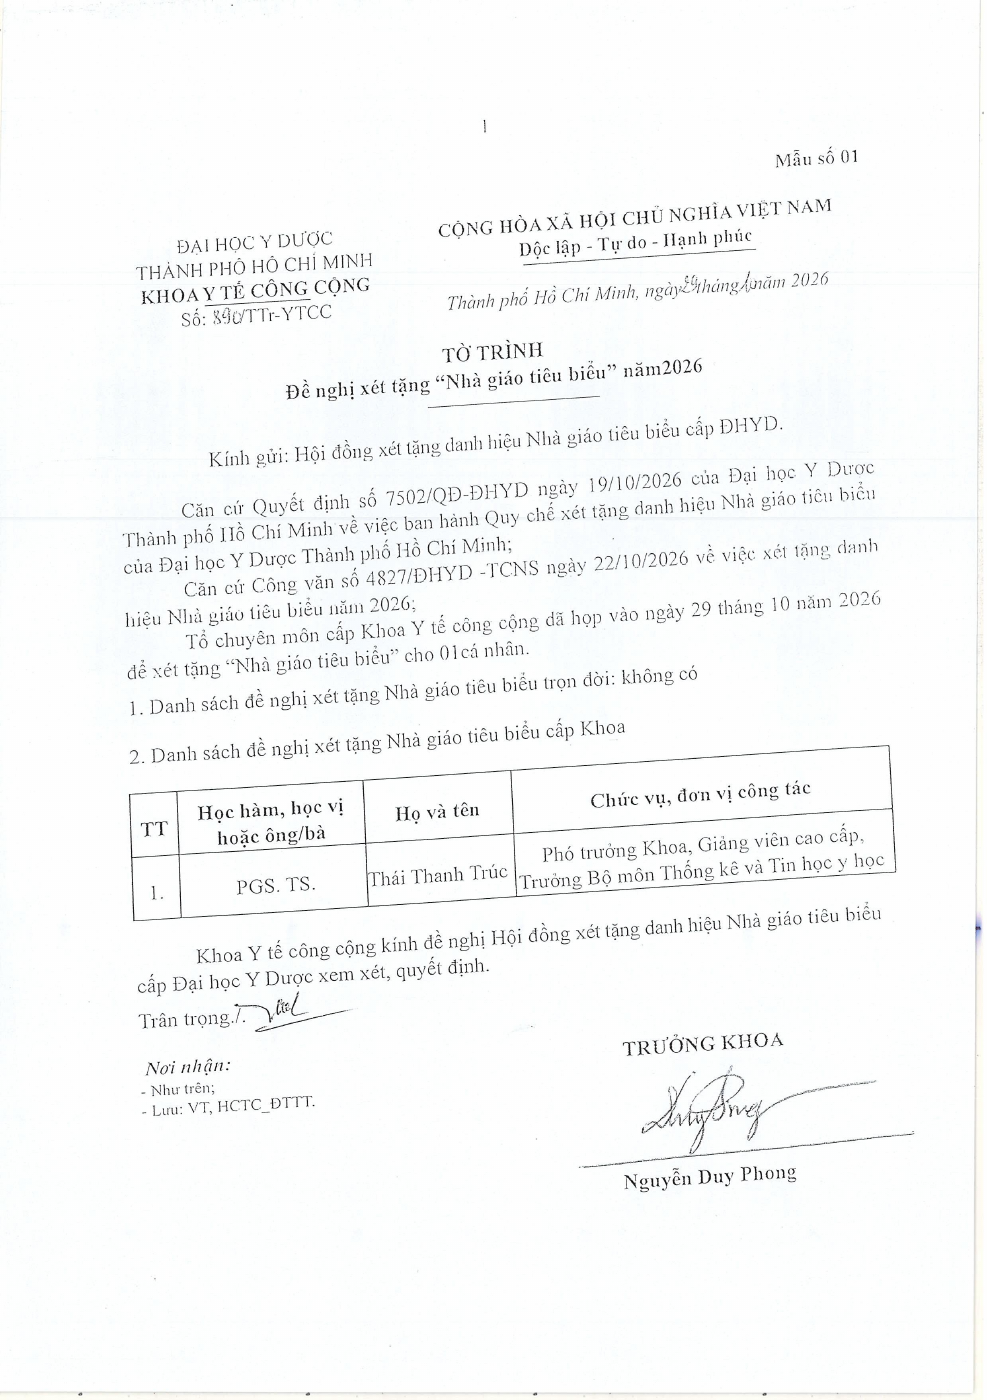 1
Mẫu số 01
ĐẠI HỌC Y DƯỢC
THÀNH PHỐ HỒ CHÍ MINH
KHOA Y TẾ CÔNG CỘNG
Số: 890/TTr-YTCC
CỘNG HÒA XÃ HỘI CHỦ NGHĨA VIỆT NAM
Độc lập - Tự do - Hạnh phúc
Thành phố Hồ Chí Minh, ngày 29 tháng 10 năm 2026
TỜ TRÌNH
Đề nghị xét tặng “Nhà giáo tiêu biểu” năm2026
Kính gửi: Hội đồng xét tặng danh hiệu Nhà giáo tiêu biểu cấp ĐHYD.
Căn cứ Quyết định số 7502/QĐ-ĐHYD ngày 19/10/2026 của Đại học Y Dược
Thành phố Hồ Chí Minh về việc ban hành Quy chế xét tặng danh hiệu Nhà giáo tiêu biểu
của Đại học Y Dược Thành phố Hồ Chí Minh;
Căn cứ Công văn số 4827/ĐHYD -TCNS ngày 22/10/2026 về việc xét tặng danh
hiệu Nhà giáo tiêu biểu năm 2026;
Tổ chuyên môn cấp Khoa Y tế công cộng đã họp vào ngày 29 tháng 10 năm 2026
để xét tặng “Nhà giáo tiêu biểu” cho 01cá nhân.
1. Danh sách đề nghị xét tặng Nhà giáo tiêu biểu trọn đời: không có
2. Danh sách đề nghị xét tặng Nhà giáo tiêu biểu cấp Khoa
TT
Học hàm, học vị
hoặc ông/bà
Họ và tên
Chức vụ, đơn vị công tác
1.
PGS. TS.
Thái Thanh Trúc
Phó trưởng Khoa, Giảng viên cao cấp,
Trưởng Bộ môn Thống kê và Tin học y học
Khoa Y tế công cộng kính đề nghị Hội đồng xét tặng danh hiệu Nhà giáo tiêu biểu
cấp Đại học Y Dược xem xét, quyết định.
Trân trọng./.
Nơi nhận:
- Như trên;
- Lưu: VT, HCTC_ĐTTT.
TRƯỞNG KHOA
Nguyễn Duy Phong